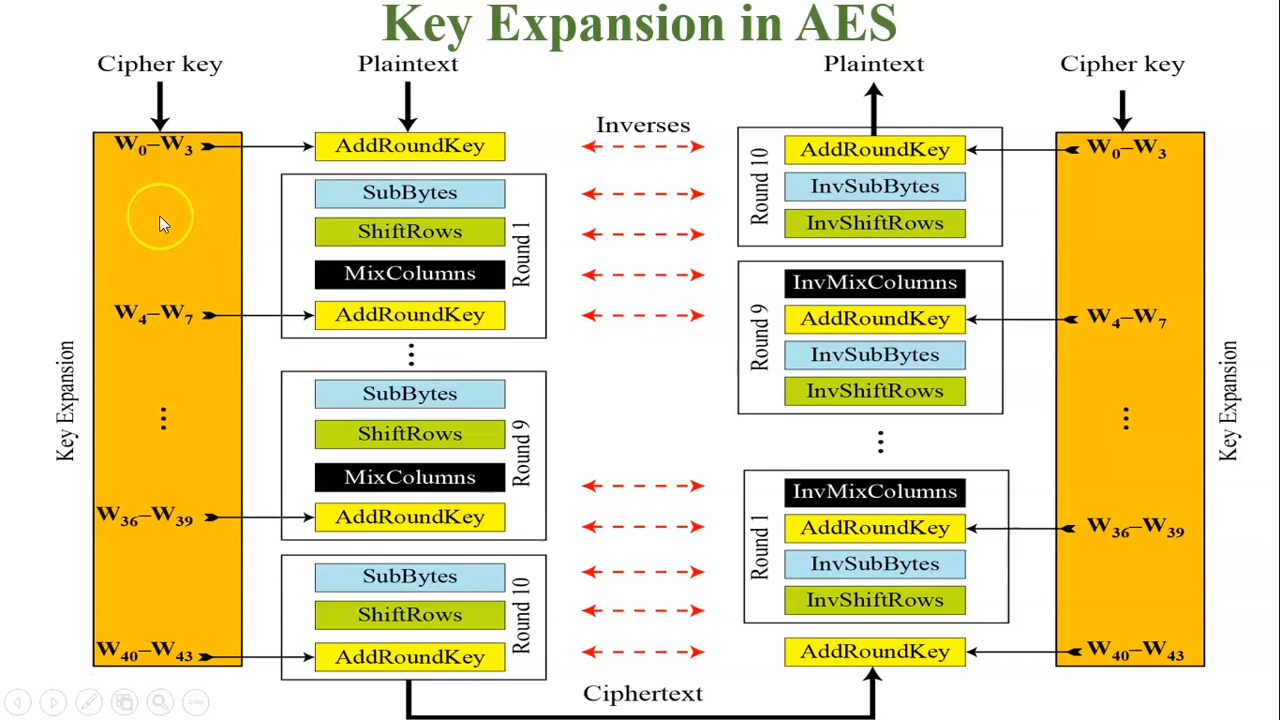 Key Expansion in AES
Cipher key
Plaintext
Plaintext
Cipher key
W0–W3
AddRoundKey
Inverses
AddRoundKey
W0–W3
SubBytes
ShiftRows
MixColumns
AddRoundKey
Round 1
W4–W7
InvSubBytes
InvShiftRows
Round 10
InvMixColumns
AddRoundKey
InvSubBytes
InvShiftRows
Round 9
W4–W7
Key Expansion
SubBytes
ShiftRows
MixColumns
AddRoundKey
Round 9
W36–W39
InvMixColumns
AddRoundKey
InvSubBytes
InvShiftRows
Round 1
W36–W39
Key Expansion
SubBytes
ShiftRows
AddRoundKey
Round 10
W40–W43
AddRoundKey
W40–W43
Ciphertext